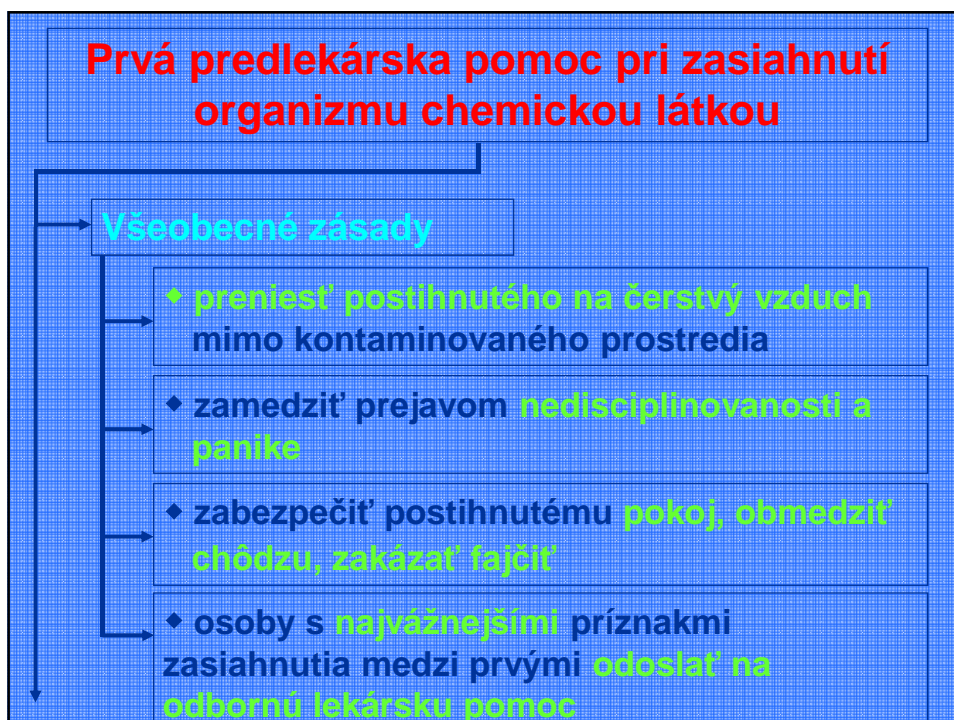 Prvá predlekárska pomoc pri zasiahnutí
organizmu chemickou látkou
Všeobecné zásady
◆ preniesť postihnutého na čerstvý vzduch
mimo kontaminovaného prostredia
◆ zamedziť prejavom nedisciplinovanosti a
panike
◆ zabezpečiť postihnutému pokoj, obmedziť
chôdzu, zakázať fajčiť
◆ osoby s najvážnejšími príznakmi
zasiahnutia medzi prvými odoslať na
odbornú lekársku pomoc